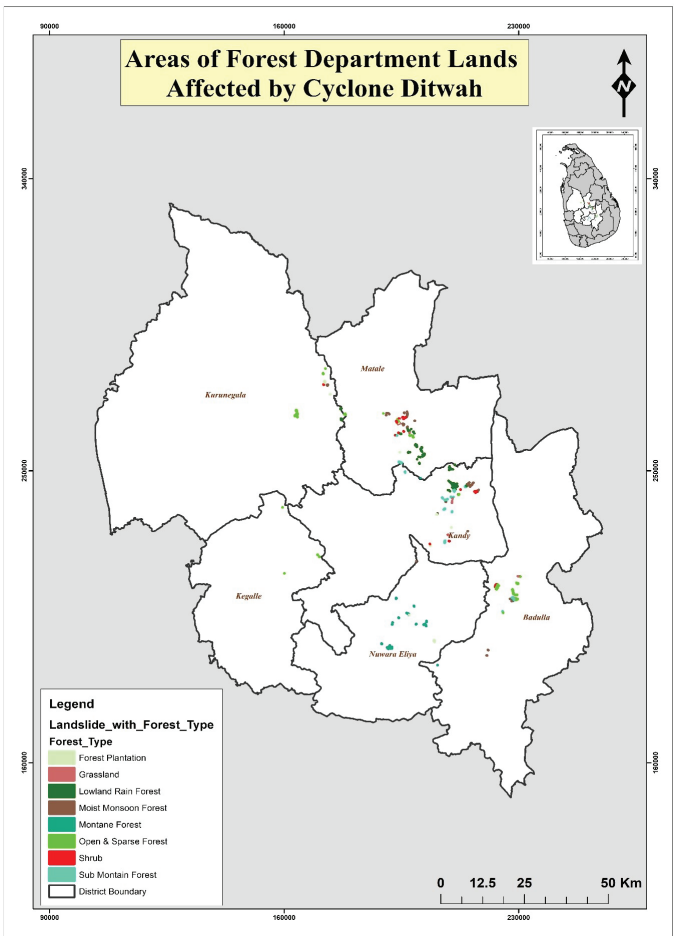 90000 160000 230000
Areas of Forest Department Lands
Affected by Cyclone Ditwah
N
340000 340000
Matale
Kurunegala
250000 250000
Kandy
Kegalle
Badulla
Nuwara Eliya
Legend
Landslide_with_Forest_Type
Forest_Type
Forest Plantation
Grassland
Lowland Rain Forest
Moist Monsoon Forest
Montane Forest
Open & Sparse Forest
Shrub
Sub Montain Forest
District Boundary
160000 160000
0 12.5 25 50 Km
90000 160000 230000